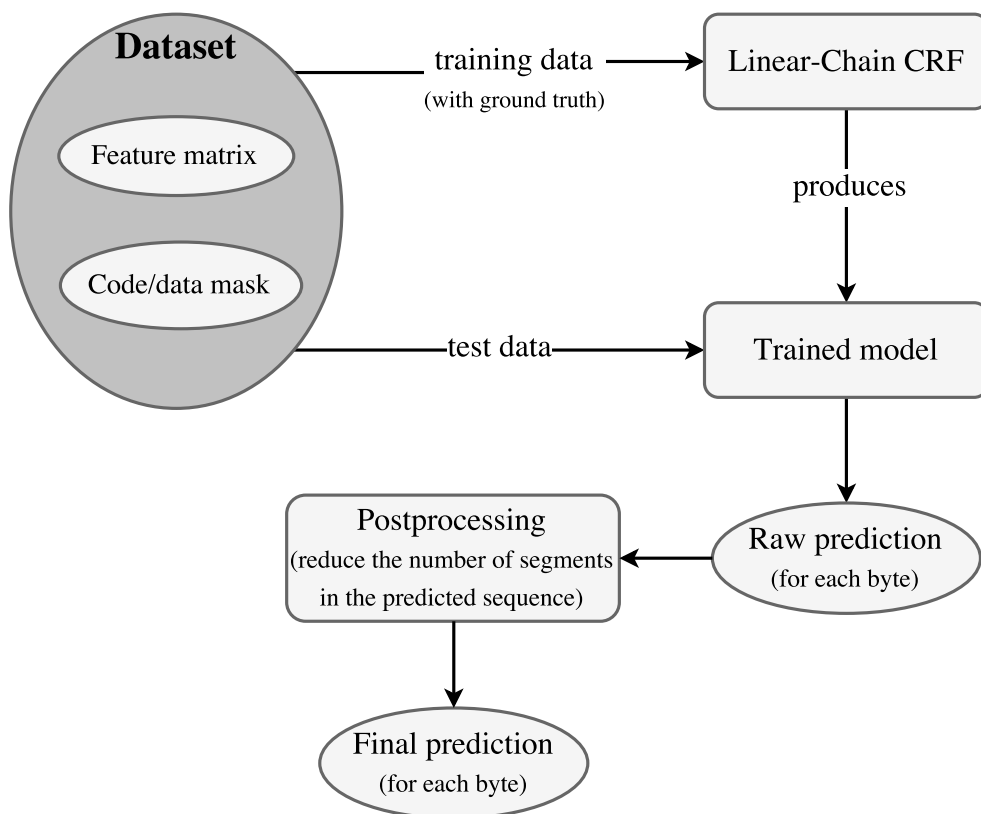 Dataset
training data
(with ground truth)
Linear-Chain CRF
Feature matrix
produces
Code/data mask
test data
Trained model
Postprocessing
(reduce the number of segments
in the predicted sequence)
Raw prediction
(for each byte)
Final prediction
(for each byte)